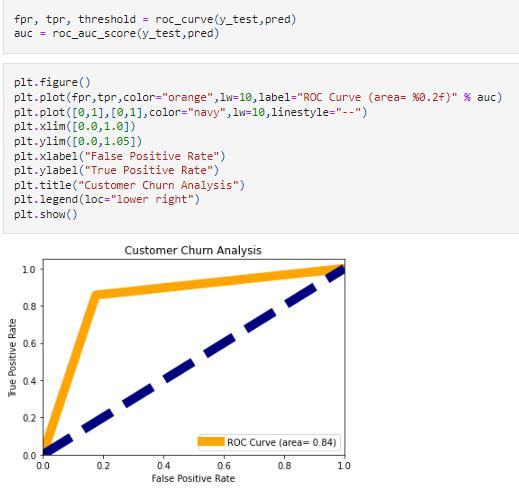 fpr, tpr, threshold = roc_curve(y_test,pred)
auc = roc_auc_score(y_test,pred)
plt.figure()
plt.plot(fpr,tpr,color="orange",lw=10,label="ROC Curve (area= %0.2f)" % auc)
plt.plot([0,1],[0,1],color="navy",lw=10,linestyle="--")
plt.xlim([0.0,1.0])
plt.ylim([0.0,1.05])
plt.xlabel("False Positive Rate")
plt.ylabel("True Positive Rate")
plt.title("Customer Churn Analysis")
plt.legend(loc="lower right")
plt.show()
Customer Churn Analysis
True Positive Rate
1.0
0.8
0.6
0.4
0.2
0.0
ROC Curve (area= 0.84)
0.0 0.2 0.4 0.6 0.8 1.0
False Positive Rate